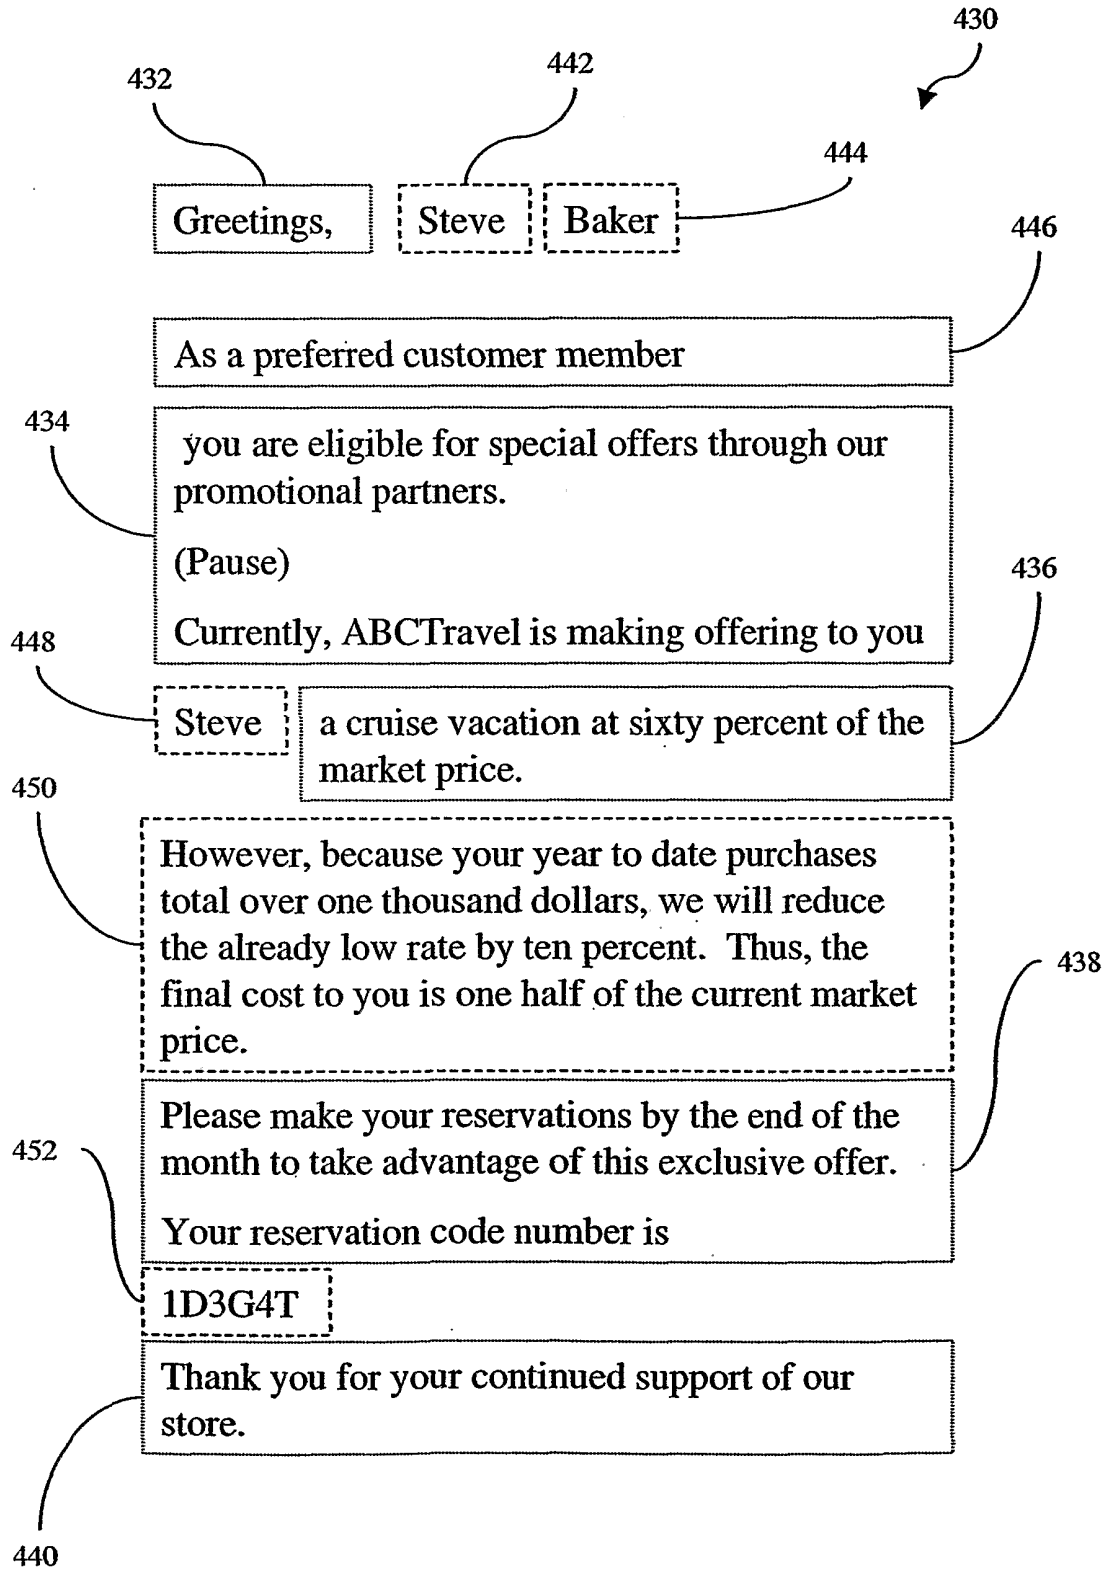 430
432
442
444
Greetings, Steve Baker
446
As a preferred customer member
434
you are eligible for special offers through our
promotional partners.
(Pause)
436
Currently, ABCTravel is making offering to you
448
Steve a cruise vacation at sixty percent of the
market price.
450
However, because your year to date purchases
total over one thousand dollars, we will reduce
the already low rate by ten percent. Thus, the
438
final cost to you is one half of the current market
price.
Please make your reservations by the end of the
452
month to take advantage of this exclusive offer.
Your reservation code number is
1D3G4T
Thank you for your continued support of our
store.
440